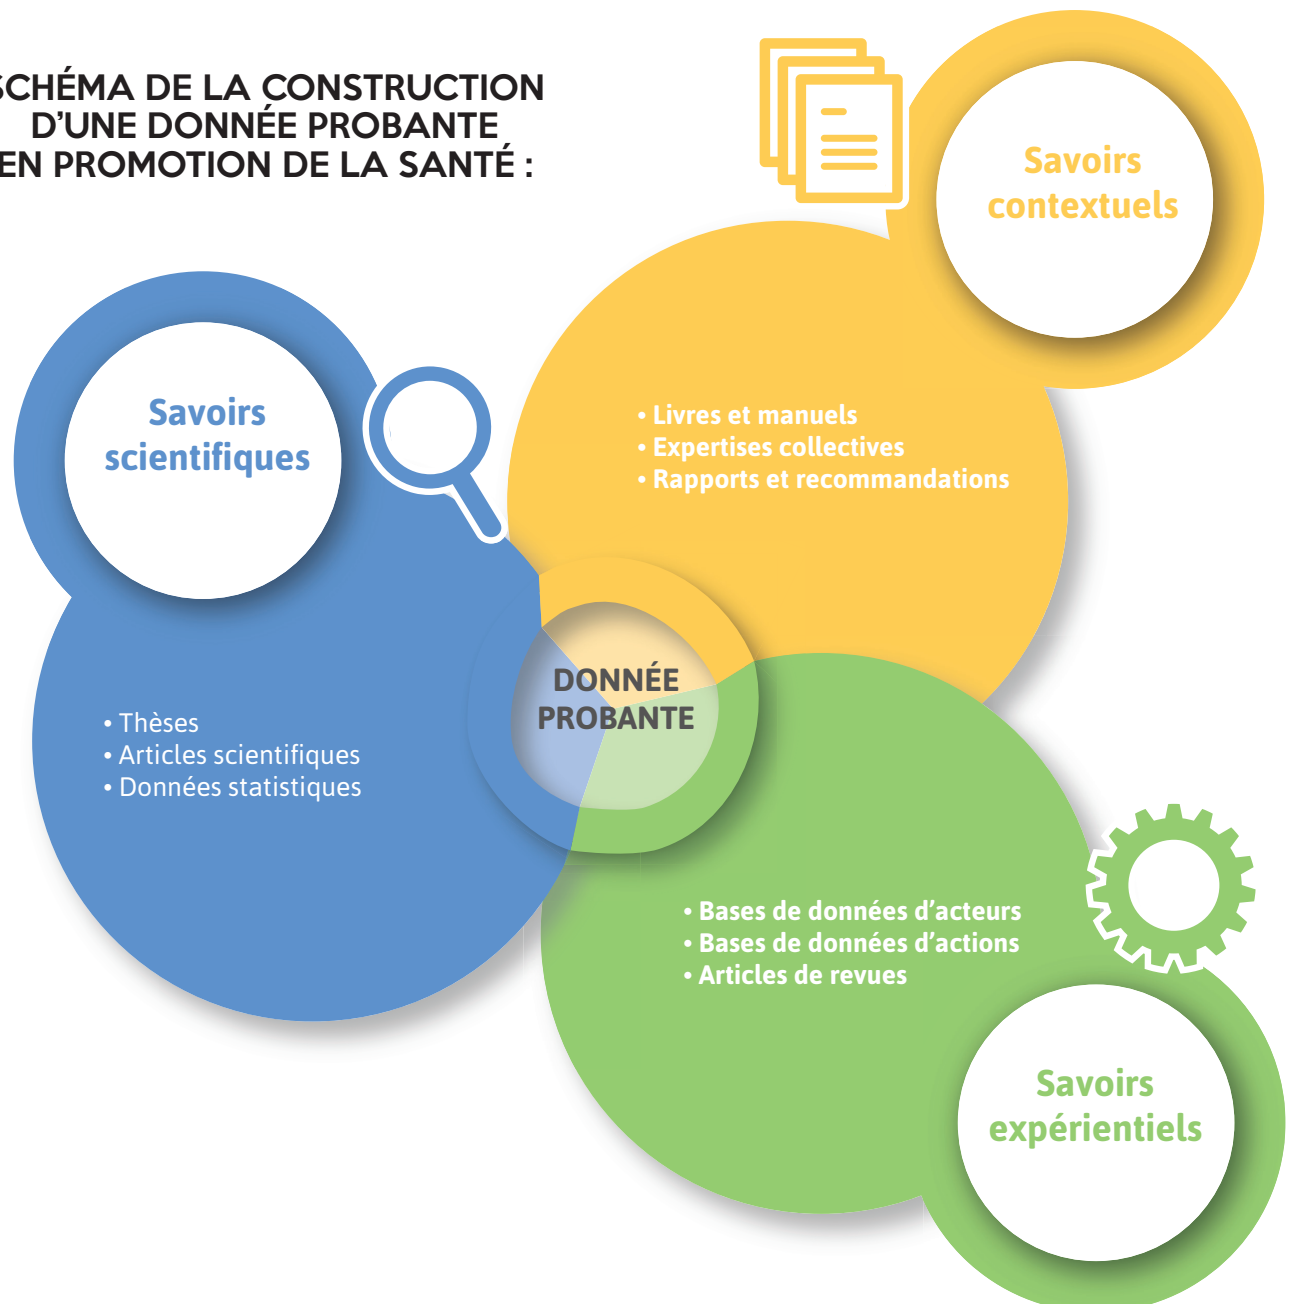 SCHÉMA DE LA CONSTRUCTION
D'UNE DONNÉE PROBANTE
EN PROMOTION DE LA SANTÉ :
Savoirs
contextuels
• Livres et manuels
• Expertises collectives
• Rapports et recommandations
Savoirs
scientifiques
• Thèses
• Articles scientifiques
• Données statistiques
DONNÉE
PROBANTE
• Bases de données d'acteurs
• Bases de données d'actions
• Articles de revues
Savoirs
expérientiels